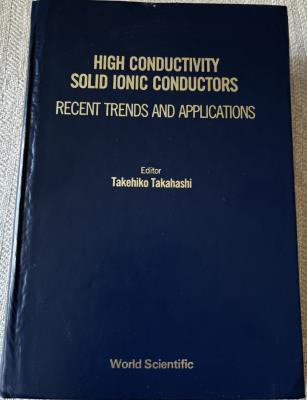 HIGH CONDUCTIVITY
SOLID IONIC CONDUCTORS
RECENT TRENDS AND APPLICATIONS
Editor
Takehiko Takahashi
World Scientific